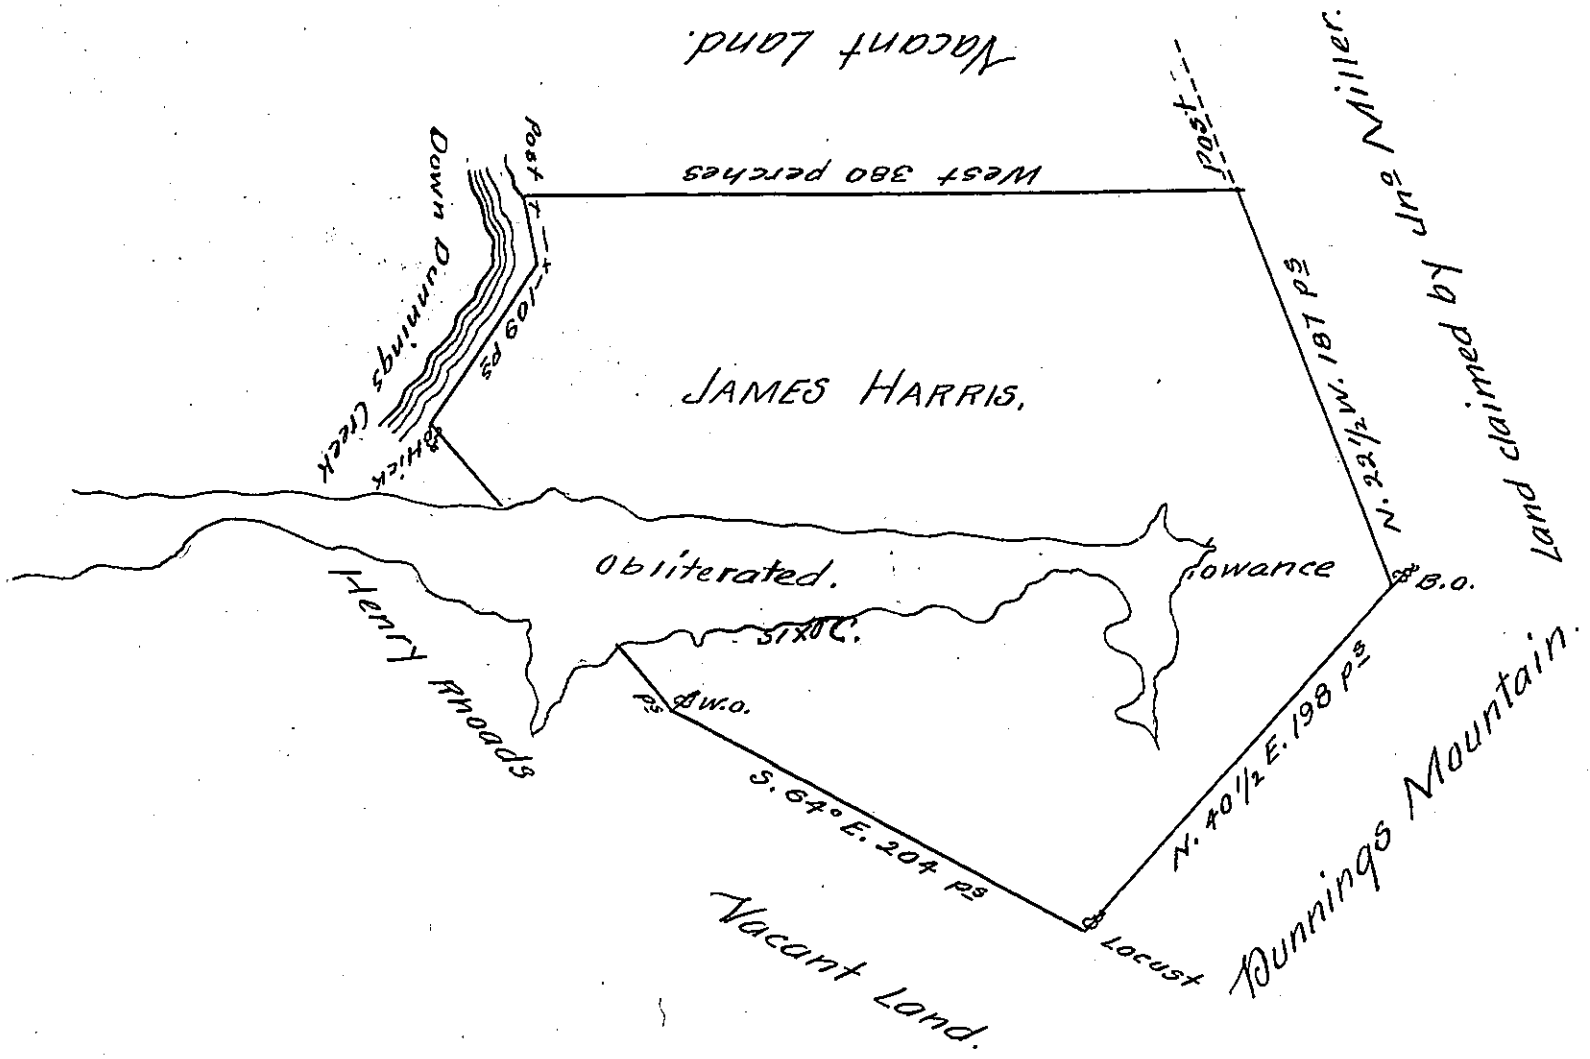 Vacant Land.
Post
Land claimed by Jnº Miller.
West 380 perches
Post
Down Dunnings Creek
109 pˢ
N. 22½ W. 187 pˢ
JAMES HARRIS.
Hick
Obliterated.
lowance
B.O.
Henry Rhoads
pˢ
W.O.
S. 64° E. 204 pˢ
N. 40½ E. 198 pˢ
Dunnings Mountain.
Locust
Vacant Land.